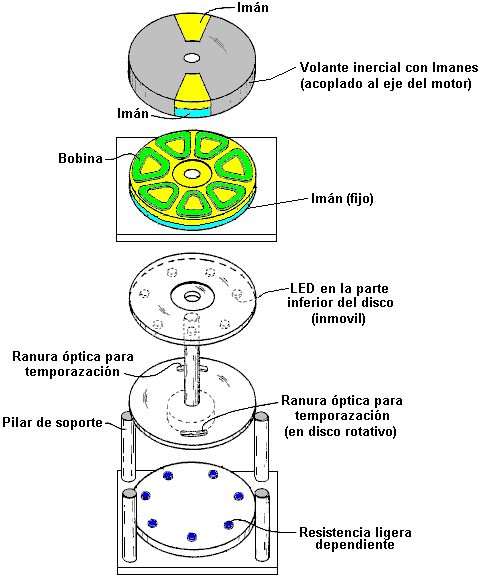 Imán
Volante inercial con Imanes
(acoplado al eje del motor)
Imán
Bobina
Imán (fijo)
LED en la parte
inferior del disco
(inmovil)
Ranura óptica para
temporazación
Ranura óptica para
temporazación
(en disco rotativo)
Pilar de soporte
Resistencia ligera
dependiente